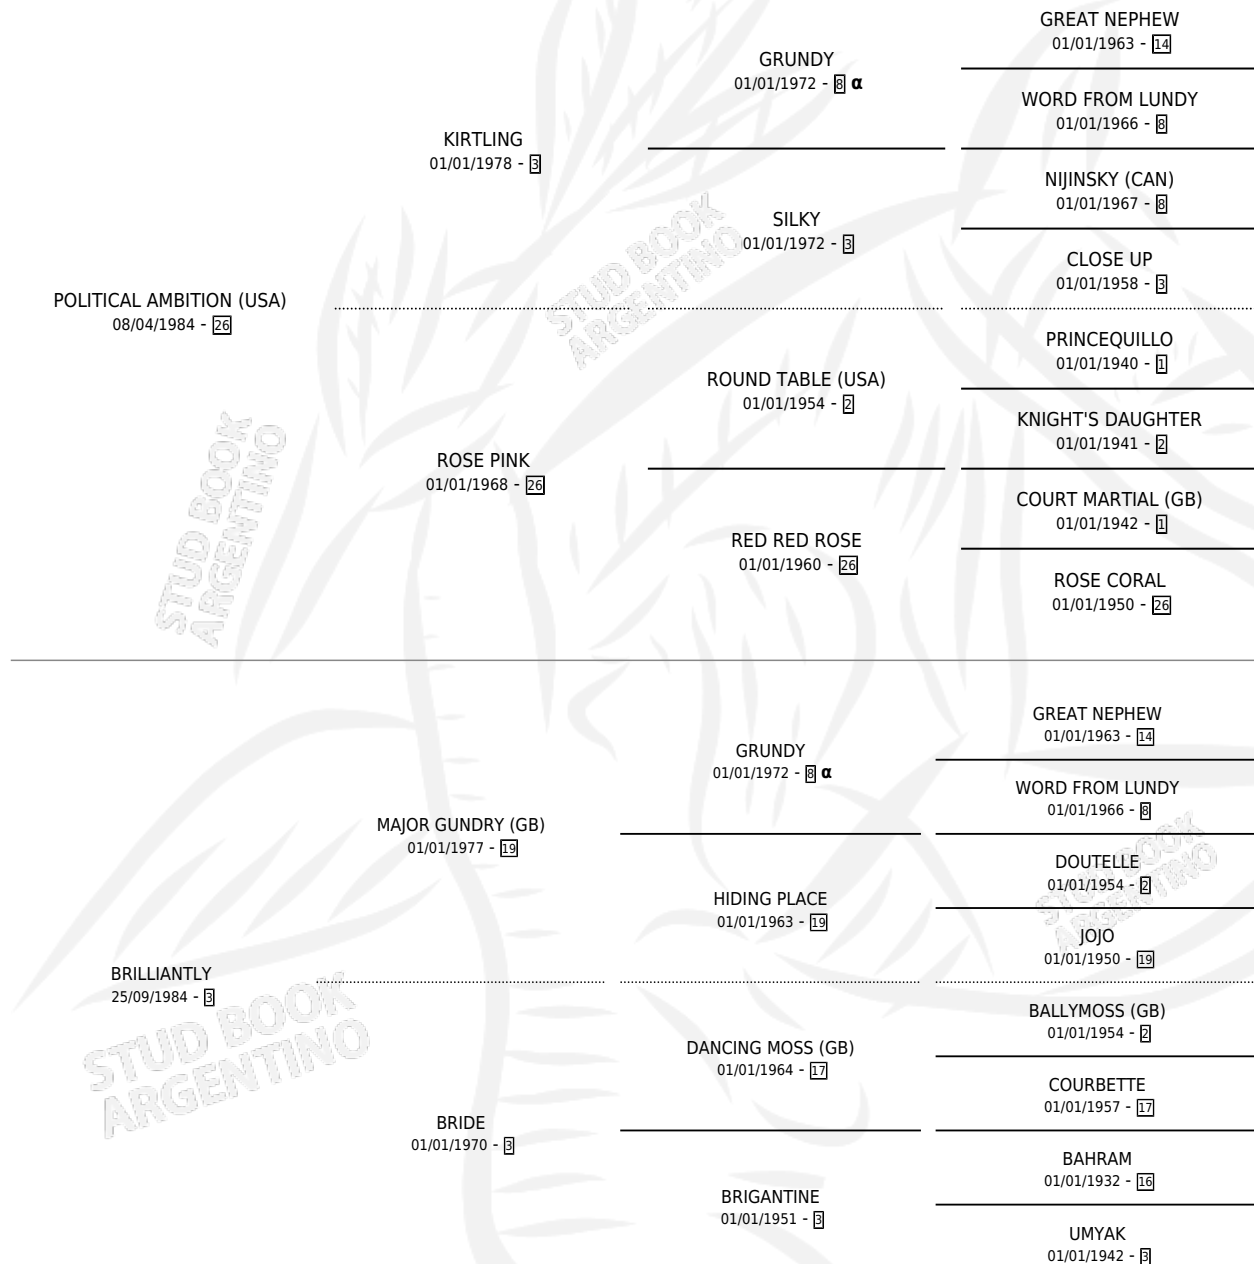 GREAT NEPHEW
01/01/1963 - 14
GRUNDY
01/01/1972 - 8 α
WORD FROM LUNDY
01/01/1966 - 8
KIRTLING
01/01/1978 - 3
NIJINSKY (CAN)
01/01/1967 - 8
SILKY
01/01/1972 - 3
CLOSE UP
01/01/1958 - 3
POLITICAL AMBITION (USA)
08/04/1984 - 26
PRINCEQUILLO
01/01/1940 - 1
ROUND TABLE (USA)
01/01/1954 - 2
KNIGHT'S DAUGHTER
01/01/1941 - 2
ROSE PINK
01/01/1968 - 26
COURT MARTIAL (GB)
01/01/1942 - 1
RED RED ROSE
01/01/1960 - 26
ROSE CORAL
01/01/1950 - 26
GREAT NEPHEW
01/01/1963 - 14
GRUNDY
01/01/1972 - 8 α
WORD FROM LUNDY
01/01/1966 - 8
MAJOR GUNDRY (GB)
01/01/1977 - 19
DOUTELLE
01/01/1954 - 2
HIDING PLACE
01/01/1963 - 19
JOJO
01/01/1950 - 19
BRILLIANTLY
25/09/1984 - 3
BALLYMOSS (GB)
01/01/1954 - 2
DANCING MOSS (GB)
01/01/1964 - 17
COURBETTE
01/01/1957 - 17
BRIDE
01/01/1970 - 3
BAHRAM
01/01/1932 - 16
BRIGANTINE
01/01/1951 - 3
UMYAK
01/01/1942 - 3
STUD BOOK
ARGENTINO
STUD BOOK
ARGENTINO
STUD BOOK
ARGENTINO
STUD BOOK
ARGENTINO